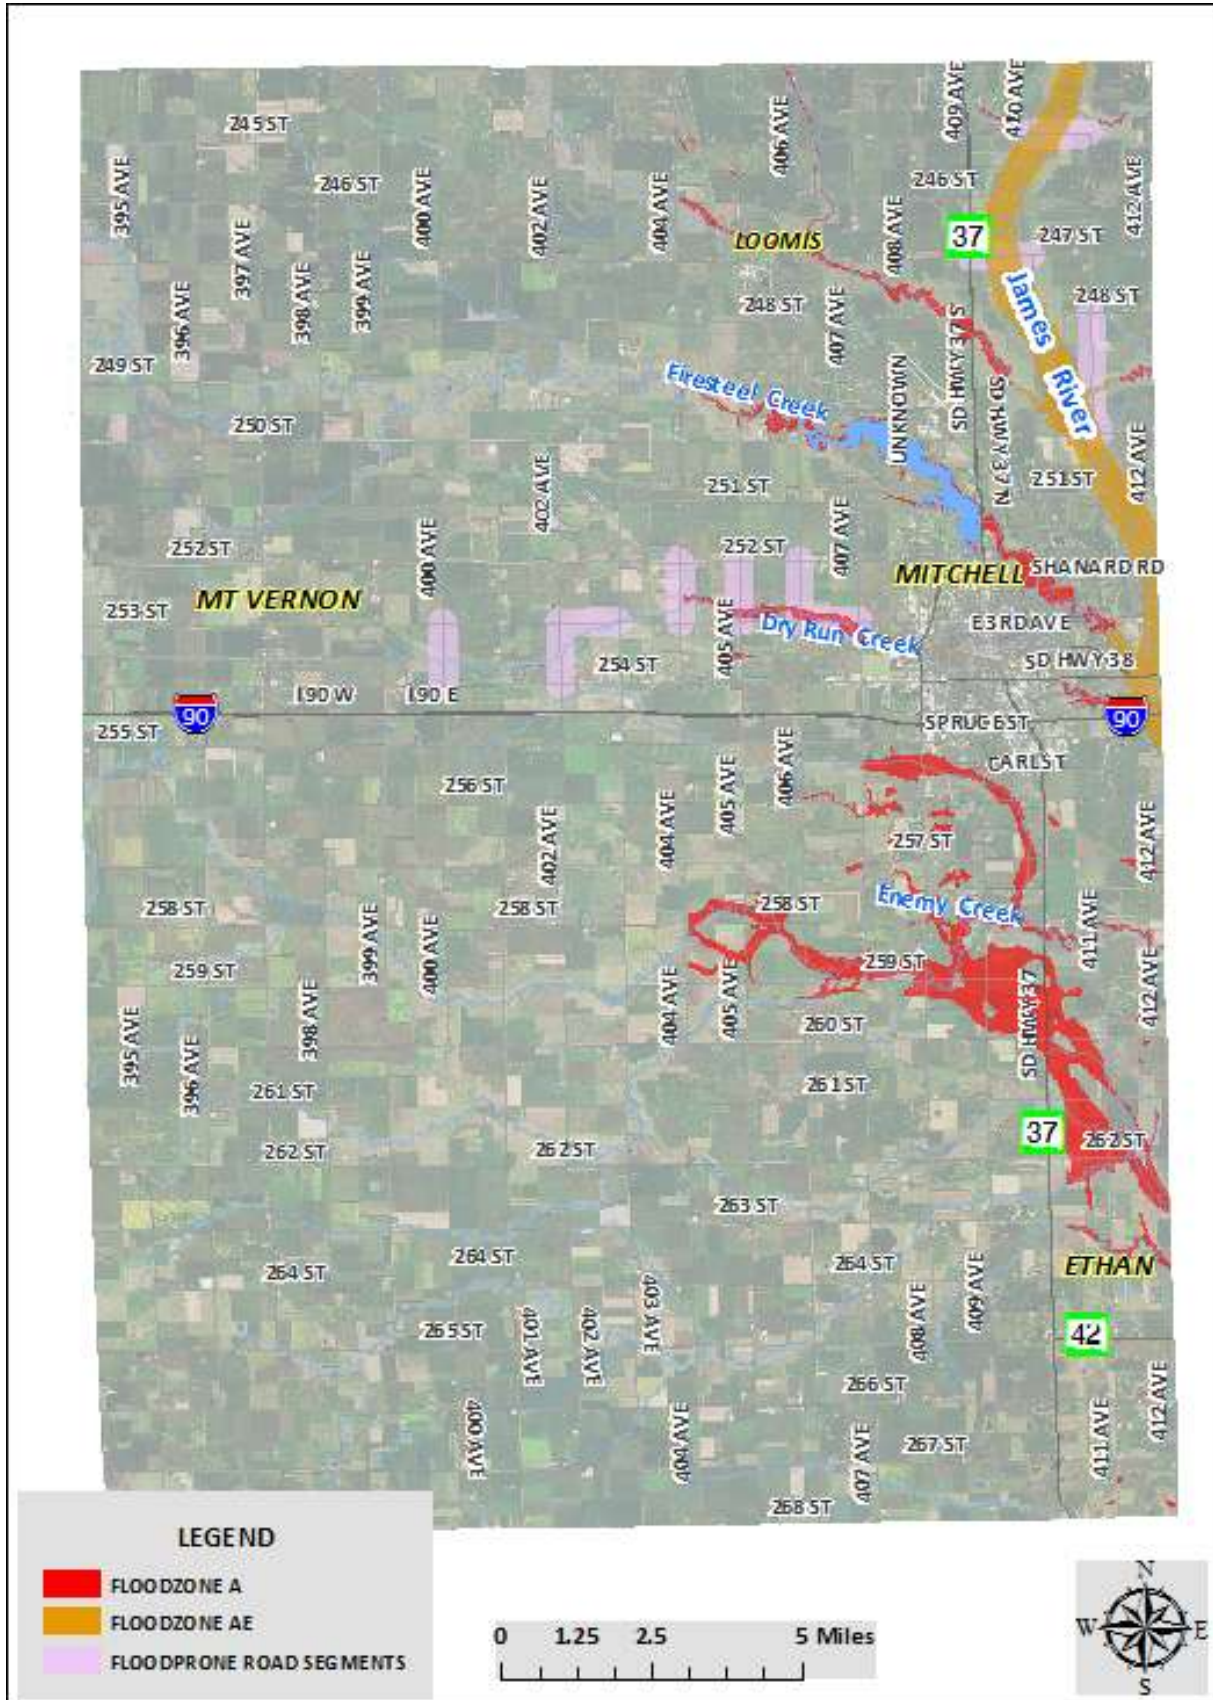 409 AVE
410 AVE
406 AVE
245 ST
395 AVE
246 ST
400 AVE
402 AVE
404 AVE
246 ST
412 AVE
397 AVE
408 AVE
37
247 ST
LOOMIS
398 AVE
399 AVE
396 AVE
248 ST
407 AVE
248 ST
James River
SD HWY 37 S
249 ST
Firesteel Creek
UNKNOWN
SD HWY 37 N
250 ST
402 AVE
251 ST
251 ST
412 AVE
252 ST
400 AVE
252 ST
407 AVE
SHANARD RD
MITCHELL
MT VERNON
253 ST
405 AVE
Dry Run Creek
E 3RD AVE
254 ST
SD HWY 38
I 90 W
I 90 E
90
90
255 ST
SPRUCE ST
CARL ST
406 AVE
405 AVE
256 ST
404 AVE
402 AVE
257 ST
412 AVE
258 ST
258 ST
258 ST
Enemy Creek
399 AVE
400 AVE
411 AVE
259 ST
259 ST
404 AVE
405 AVE
412 AVE
395 AVE
398 AVE
260 ST
SD HWY 37
396 AVE
261 ST
261 ST
37
262 ST
262 ST
262 ST
263 ST
264 ST
264 ST
264 ST
ETHAN
403 AVE
409 AVE
408 AVE
265 ST
401 AVE
402 AVE
42
266 ST
412 AVE
400 AVE
404 AVE
407 AVE
267 ST
411 AVE
268 ST
LEGEND
FLOODZONE A
FLOODZONE AE
FLOODPRONE ROAD SEGMENTS
0 1.25 2.5 5 Miles
N
W E
S